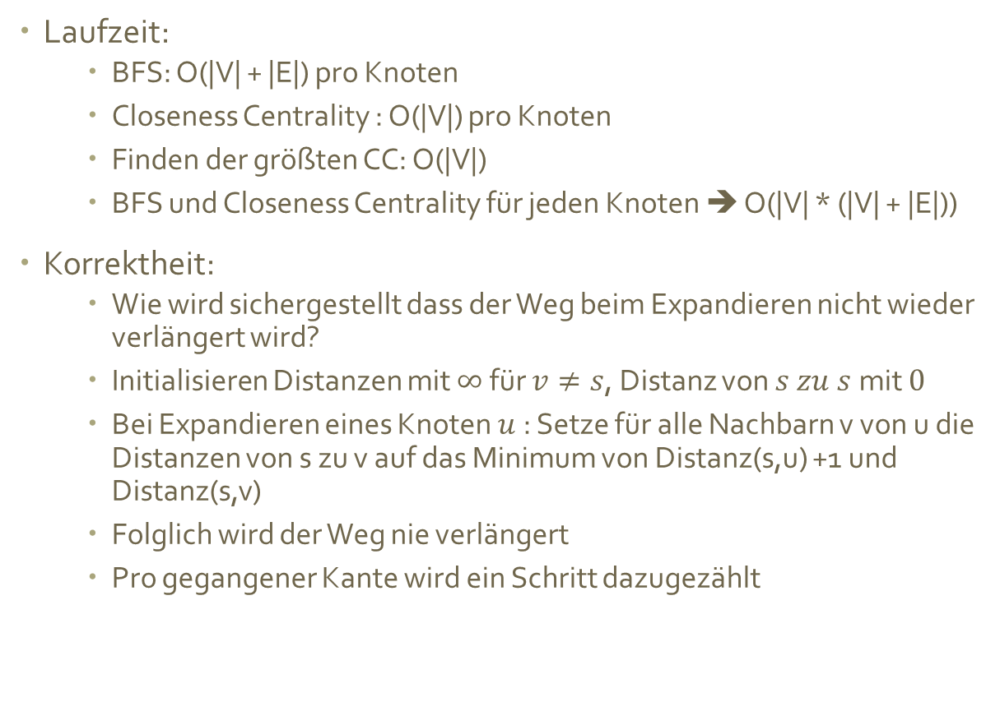 • Laufzeit:
• BFS: O(|V| + |E|) pro Knoten
• Closeness Centrality : O(|V|) pro Knoten
• Finden der größten CC: O(|V|)
• BFS und Closeness Centrality für jeden Knoten ➔ O(|V| * (|V| + |E|))
• Korrektheit:
• Wie wird sichergestellt dass der Weg beim Expandieren nicht wieder
verlängert wird?
• Initialisieren Distanzen mit ∞ für v ≠ s, Distanz von s zu s mit 0
• Bei Expandieren eines Knoten u : Setze für alle Nachbarn v von u die
Distanzen von s zu v auf das Minimum von Distanz(s,u) +1 und
Distanz(s,v)
• Folglich wird der Weg nie verlängert
• Pro gegangener Kante wird ein Schritt dazugezählt